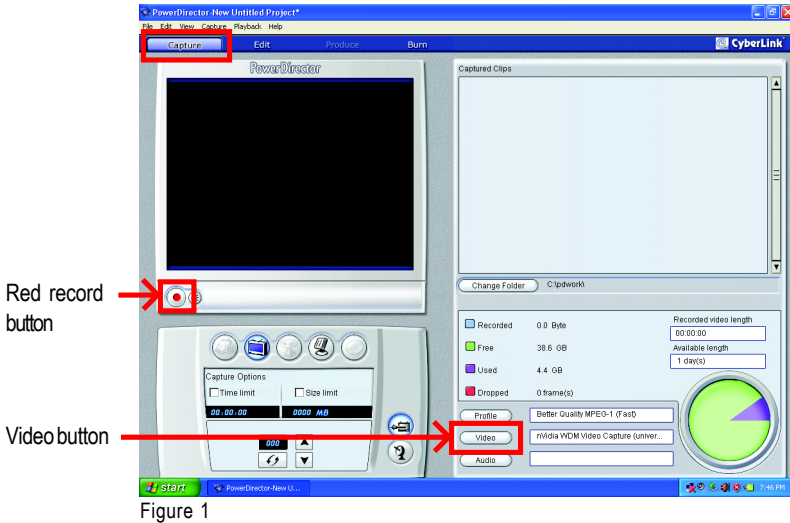 PowerDirector-New Untitled Project*
File Edit View Capture Playback Help
Capture Edit Produce Burn
CyberLink
PowerDirector
Captured Clips
Change Folder C:\pdwork\
Red record
button
Recorded 0.0 Byte
Free 38.6 GB
Used 4.4 GB
Dropped 0 frame(s)
Recorded video length
00:00:00
Available length
1 day(s)
Capture Options
Time limit Size limit
00:00:00 0000 MB
000
Profile Better Quality MPEG-1 (Fast)
Video button
Video nVidia WDM Video Capture (univer...
Audio
start PowerDirector-New U... 7:46 PM
Figure 1